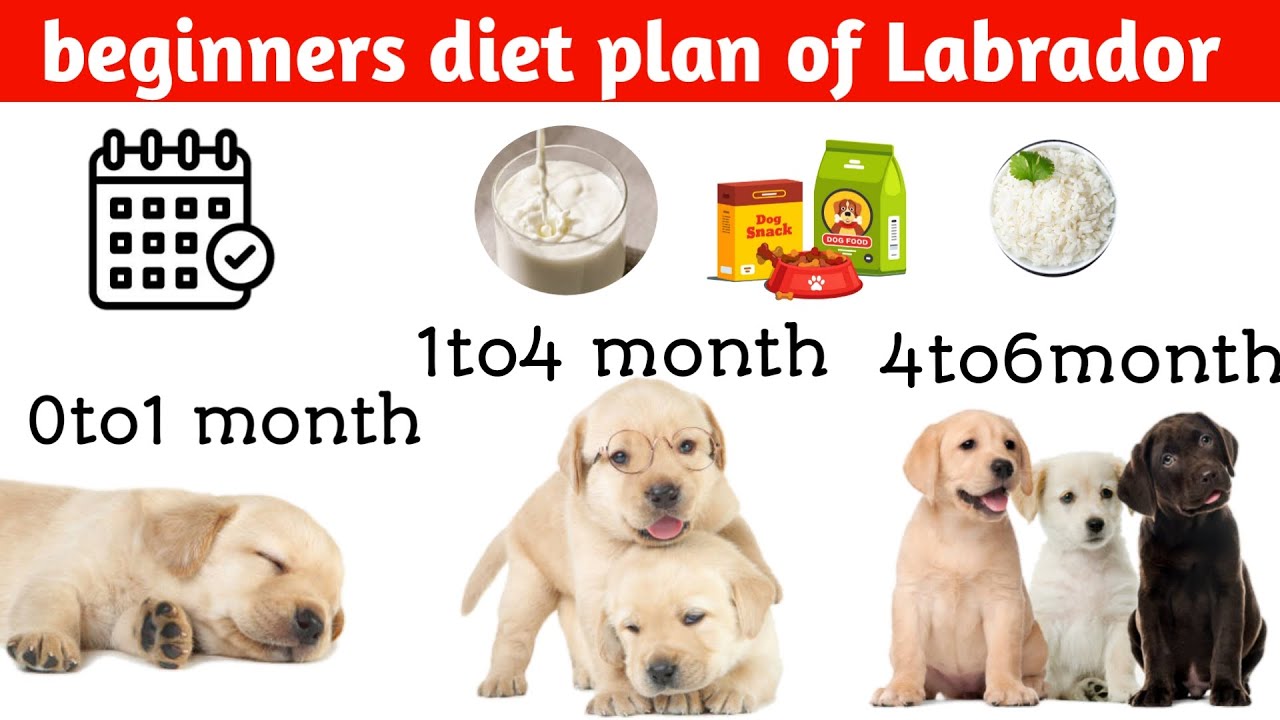 beginners diet plan of Labrador
Dog
Snack
DOG FOOD
1to4 month
4to6month
0to1 month